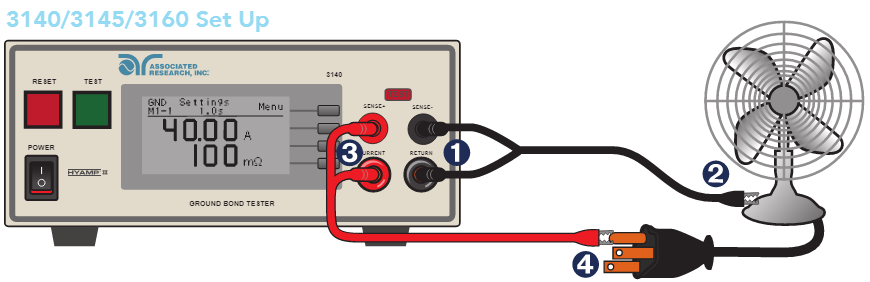 3140/3145/3160 Set Up
ASSOCIATED
RESEARCH, INC.
3140
RESET
TEST
GND Settings
Menu
M1-1 1.0s
40.00 A
100 mΩ
SENSE+
SENSE-
CURRENT
RETURN
POWER
I
O
HYAMP III
GROUND BOND TESTER
3
1
2
4